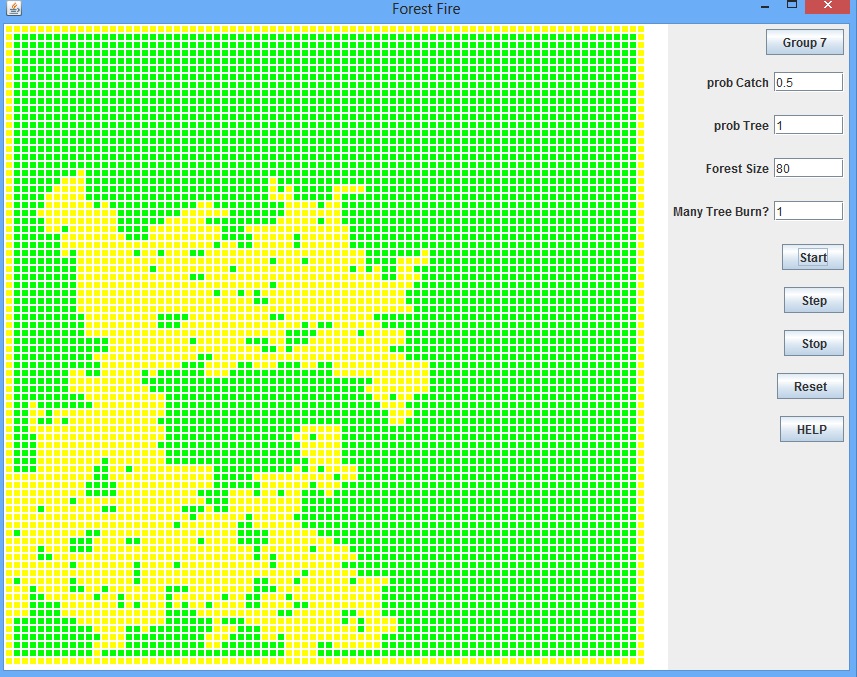 Forest Fire
Group 7
prob Catch 0.5
prob Tree 1
Forest Size 80
Many Tree Burn? 1
Start
Step
Stop
Reset
HELP